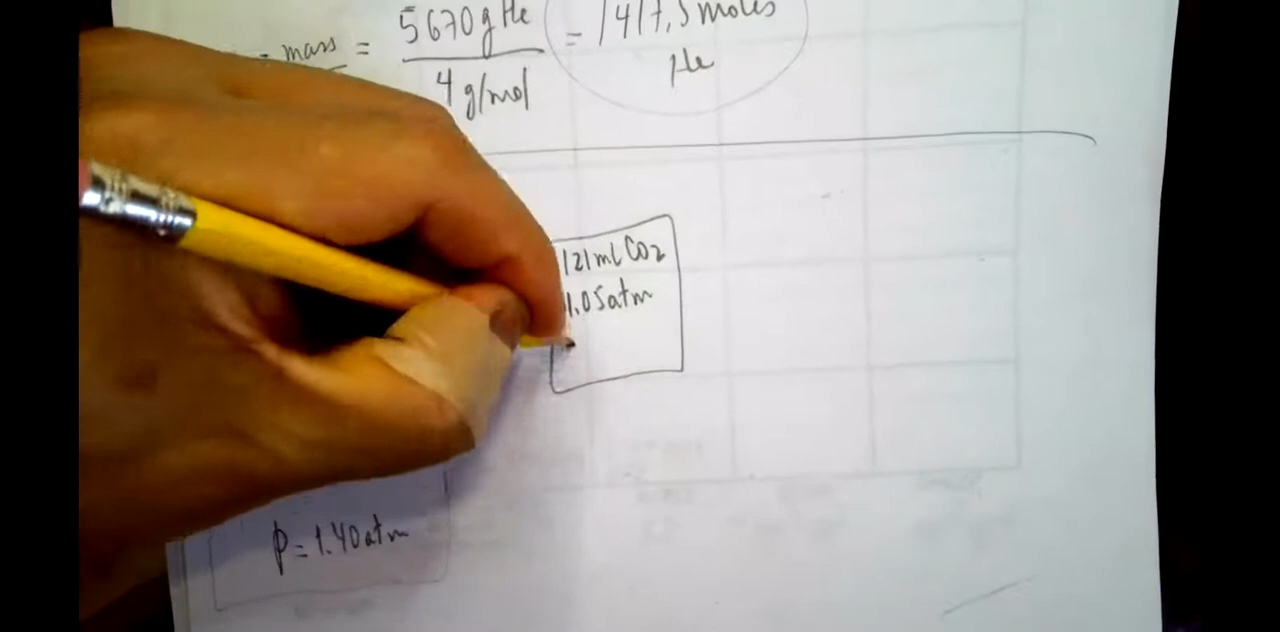 mass = 5670 g He / 4 g/mol = 1417,5 moles He
121 ml CO2
1.05 atm
P = 1.40 atm